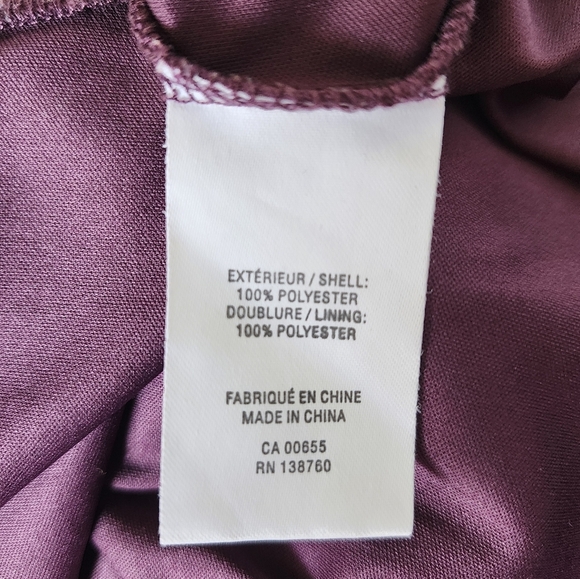 EXTÉRIEUR / SHELL:
100% POLYESTER
DOUBLURE / LINING:
100% POLYESTER
FABRIQUÉ EN CHINE
MADE IN CHINA
CA 00655
RN 138760